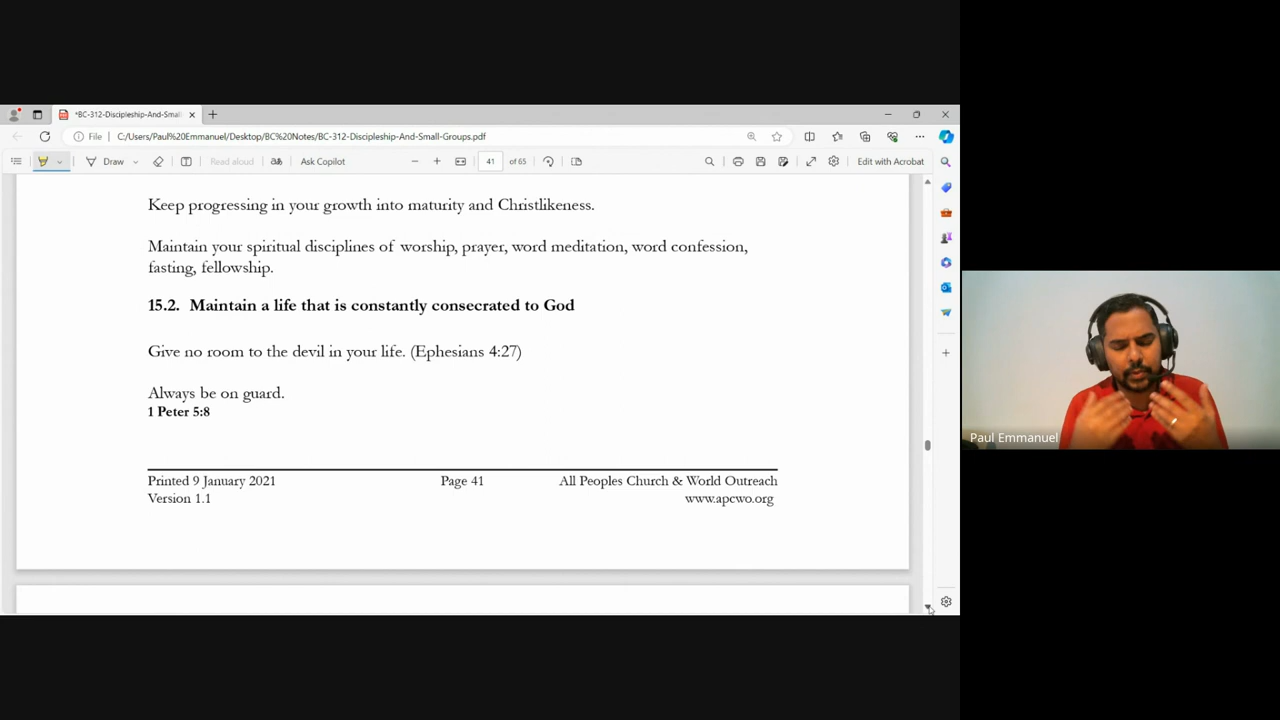 *BC-312-Discipleship-And-Small-
File
C:/Users/Paul%20Emmanuel/Desktop/BC%20Notes/BC-312-Discipleship-And-Small-Groups.pdf
Draw
Read aloud
Ask Copilot
41 of 65
Edit with Acrobat
Keep progressing in your growth into maturity and Christlikeness.
Maintain your spiritual disciplines of worship, prayer, word meditation, word confession,
fasting, fellowship.
15.2. Maintain a life that is constantly consecrated to God
Give no room to the devil in your life. (Ephesians 4:27)
Always be on guard.
1 Peter 5:8
Printed 9 January 2021 Page 41 All Peoples Church & World Outreach
Version 1.1 www.apcwo.org
Paul Emmanuel